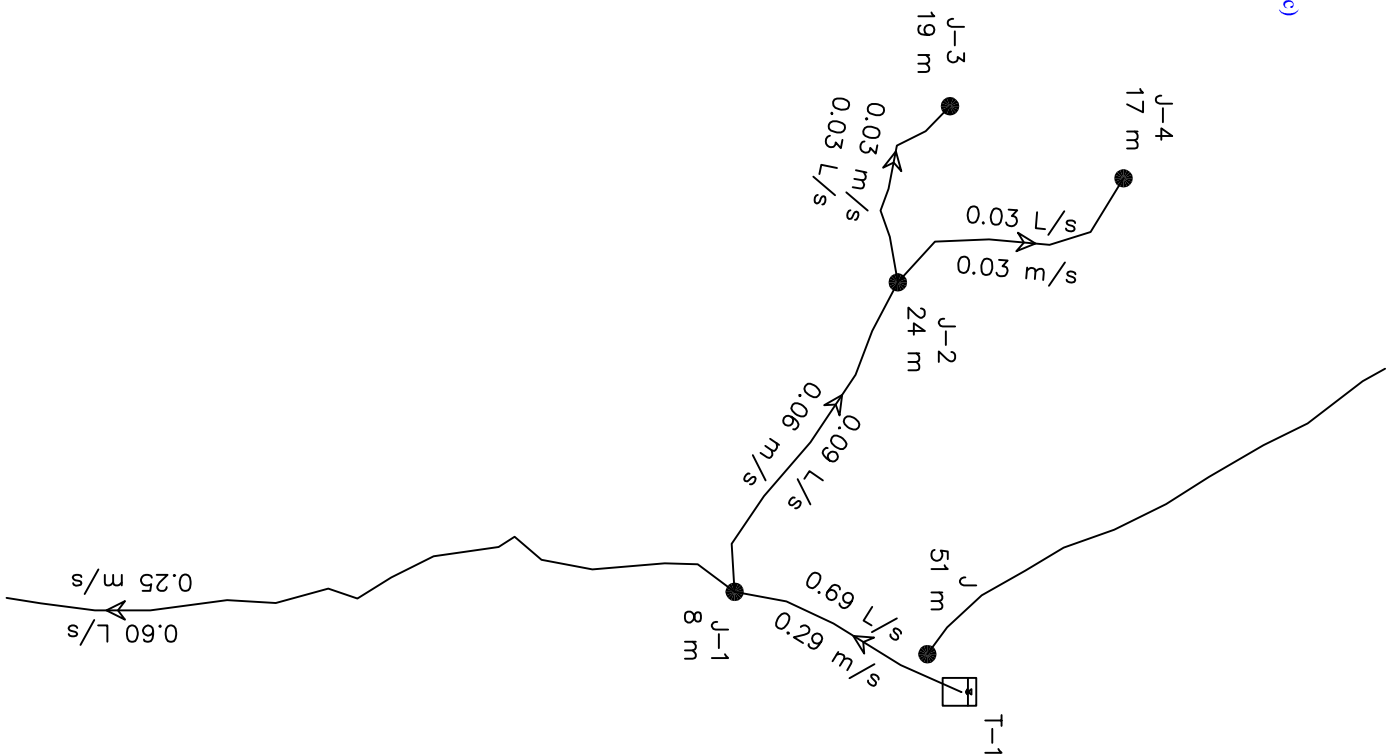 c)
J-3
19 m
J-4
17 m
0.03 m/s
0.03 L/s
0.03 L/s
0.03 m/s
J-2
24 m
0.09 L/s
0.06 m/s
J
51 m
0.69 L/s
0.29 m/s
J-1
8 m
0.25 m/s
0.60 L/s
T-1